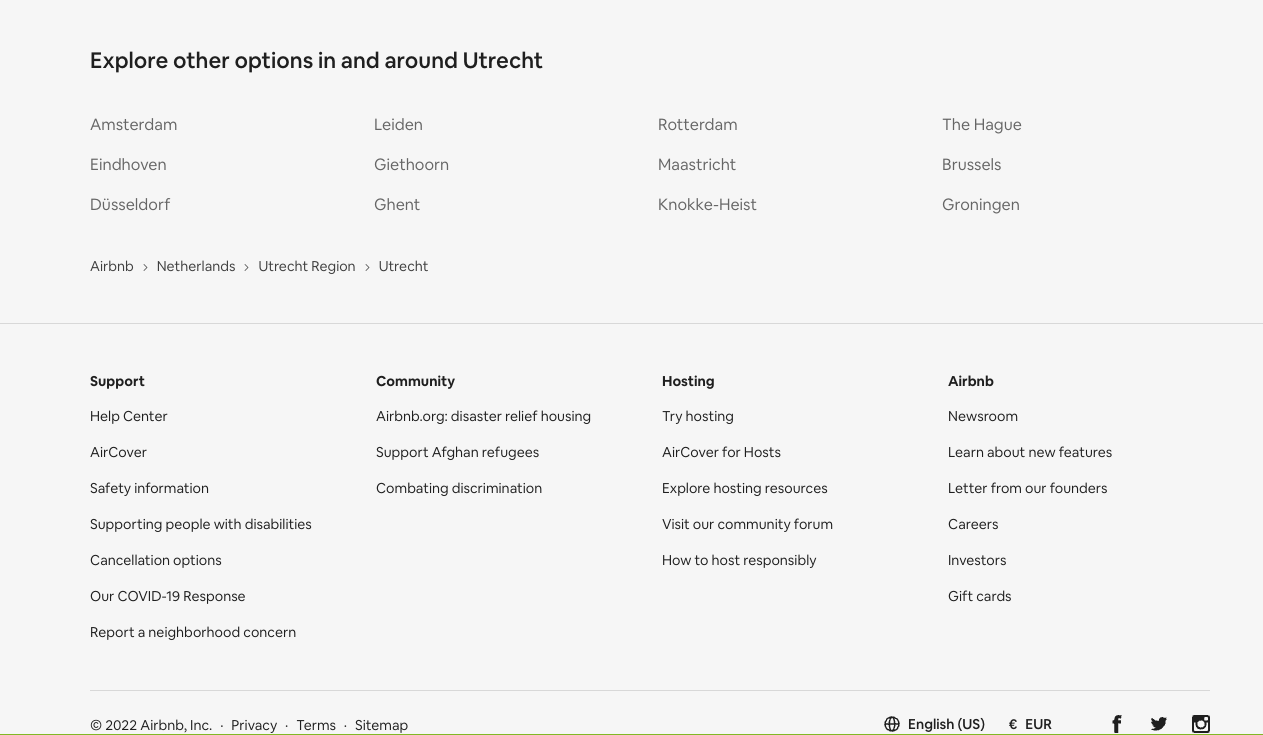 Explore other options in and around Utrecht
Amsterdam Leiden Rotterdam The Hague
Eindhoven Giethoorn Maastricht Brussels
Düsseldorf Ghent Knokke-Heist Groningen
Airbnb › Netherlands › Utrecht Region › Utrecht
Support Community Hosting Airbnb
Help Center Airbnb.org: disaster relief housing Try hosting Newsroom
AirCover Support Afghan refugees AirCover for Hosts Learn about new features
Safety information Combating discrimination Explore hosting resources Letter from our founders
Supporting people with disabilities Visit our community forum Careers
Cancellation options How to host responsibly Investors
Our COVID-19 Response Gift cards
Report a neighborhood concern
© 2022 Airbnb, Inc. · Privacy · Terms · Sitemap English (US) € EUR